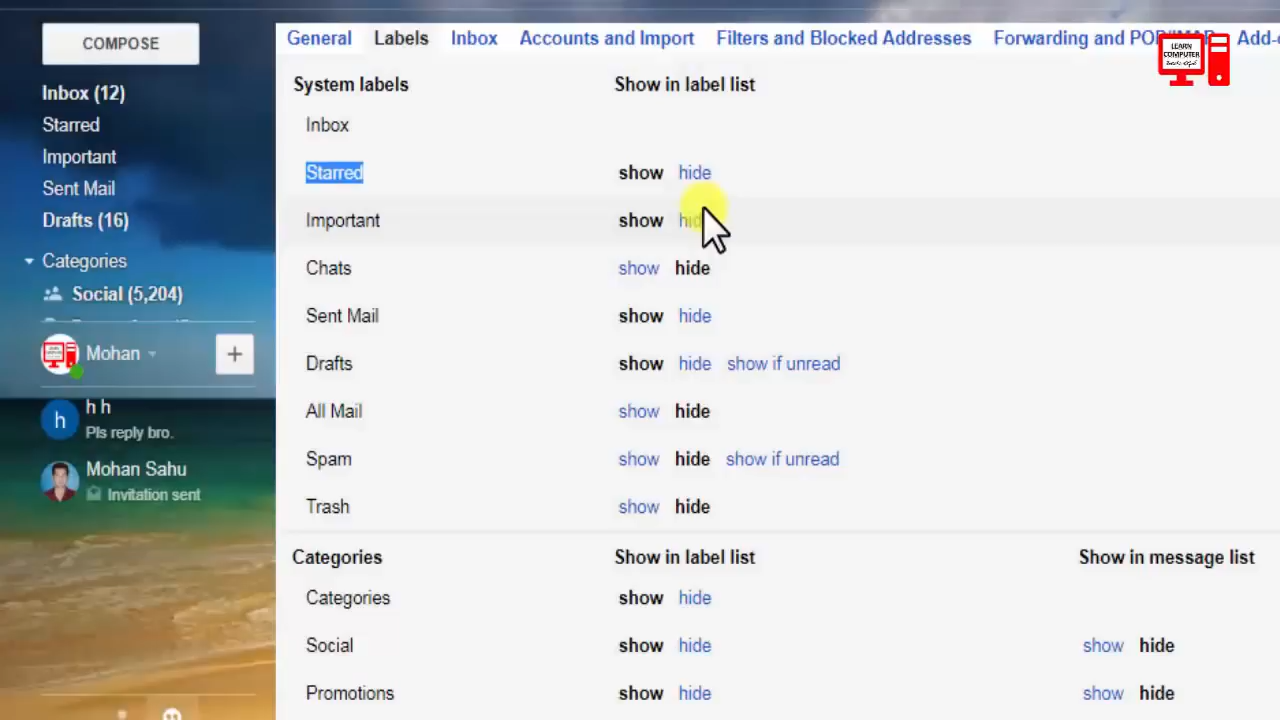 COMPOSE
Inbox (12)
Starred
Important
Sent Mail
Drafts (16)
Categories
Social (5,204)
Mohan
+
h
h h
Pls reply bro.
Mohan Sahu
Invitation sent
General Labels Inbox Accounts and Import Filters and Blocked Addresses Forwarding and
LEARN
COMPUTER
System labels Show in label list
Inbox
Starred show hide
Important show
Chats show hide
Sent Mail show hide
Drafts show hide show if unread
All Mail show hide
Spam show hide show if unread
Trash show hide
Categories Show in label list Show in message list
Categories show hide
Social show hide show hide
Promotions show hide show hide